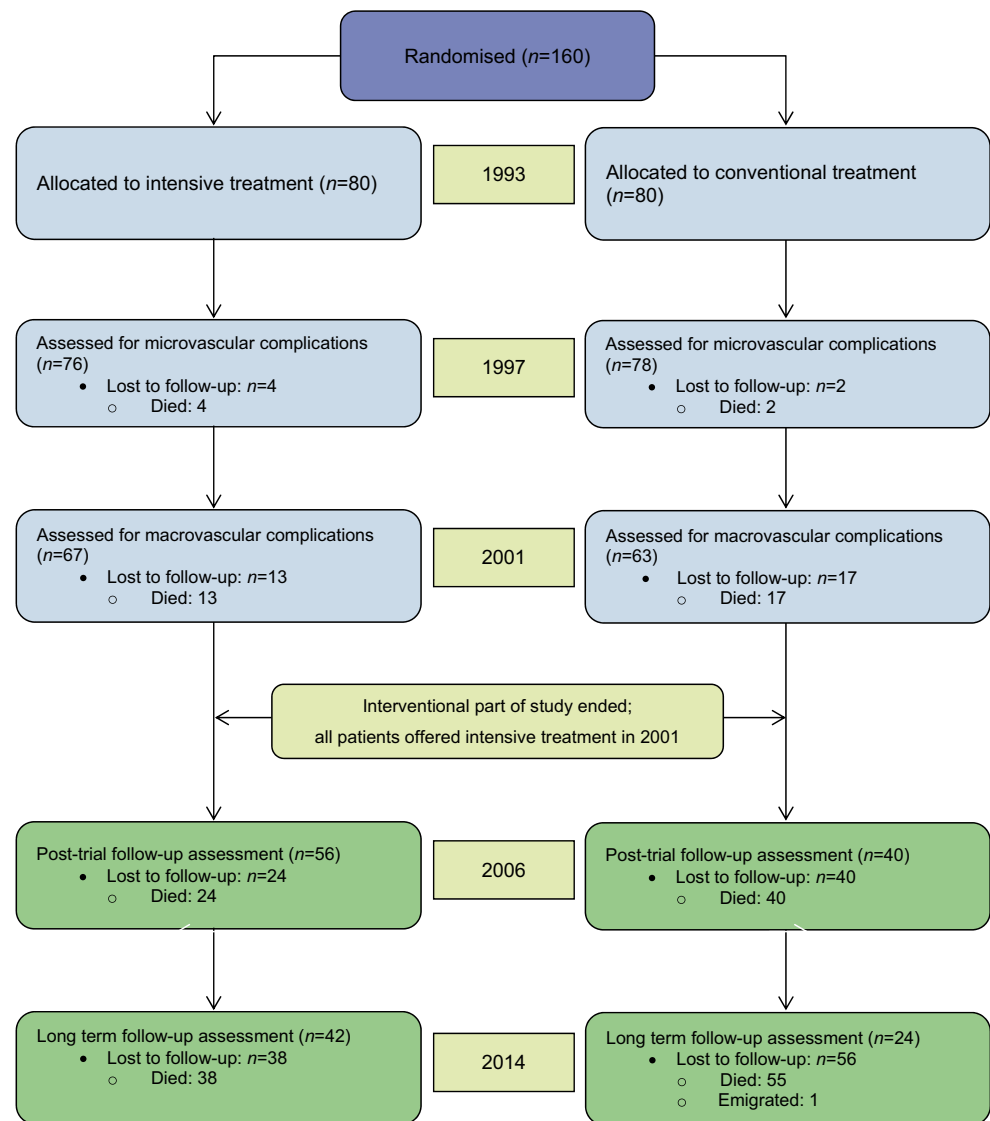 Randomised (n=160)
Allocated to intensive treatment (n=80)
1993
Allocated to conventional treatment
(n=80)
Assessed for microvascular complications
(n=76)
• Lost to follow-up: n=4
○ Died: 4
1997
Assessed for microvascular complications
(n=78)
• Lost to follow-up: n=2
○ Died: 2
Assessed for macrovascular complications
(n=67)
• Lost to follow-up: n=13
○ Died: 13
2001
Assessed for macrovascular complications
(n=63)
• Lost to follow-up: n=17
○ Died: 17
Interventional part of study ended;
all patients offered intensive treatment in 2001
Post-trial follow-up assessment (n=56)
• Lost to follow-up: n=24
○ Died: 24
2006
Post-trial follow-up assessment (n=40)
• Lost to follow-up: n=40
○ Died: 40
Long term follow-up assessment (n=42)
• Lost to follow-up: n=38
○ Died: 38
2014
Long term follow-up assessment (n=24)
• Lost to follow-up: n=56
○ Died: 55
○ Emigrated: 1